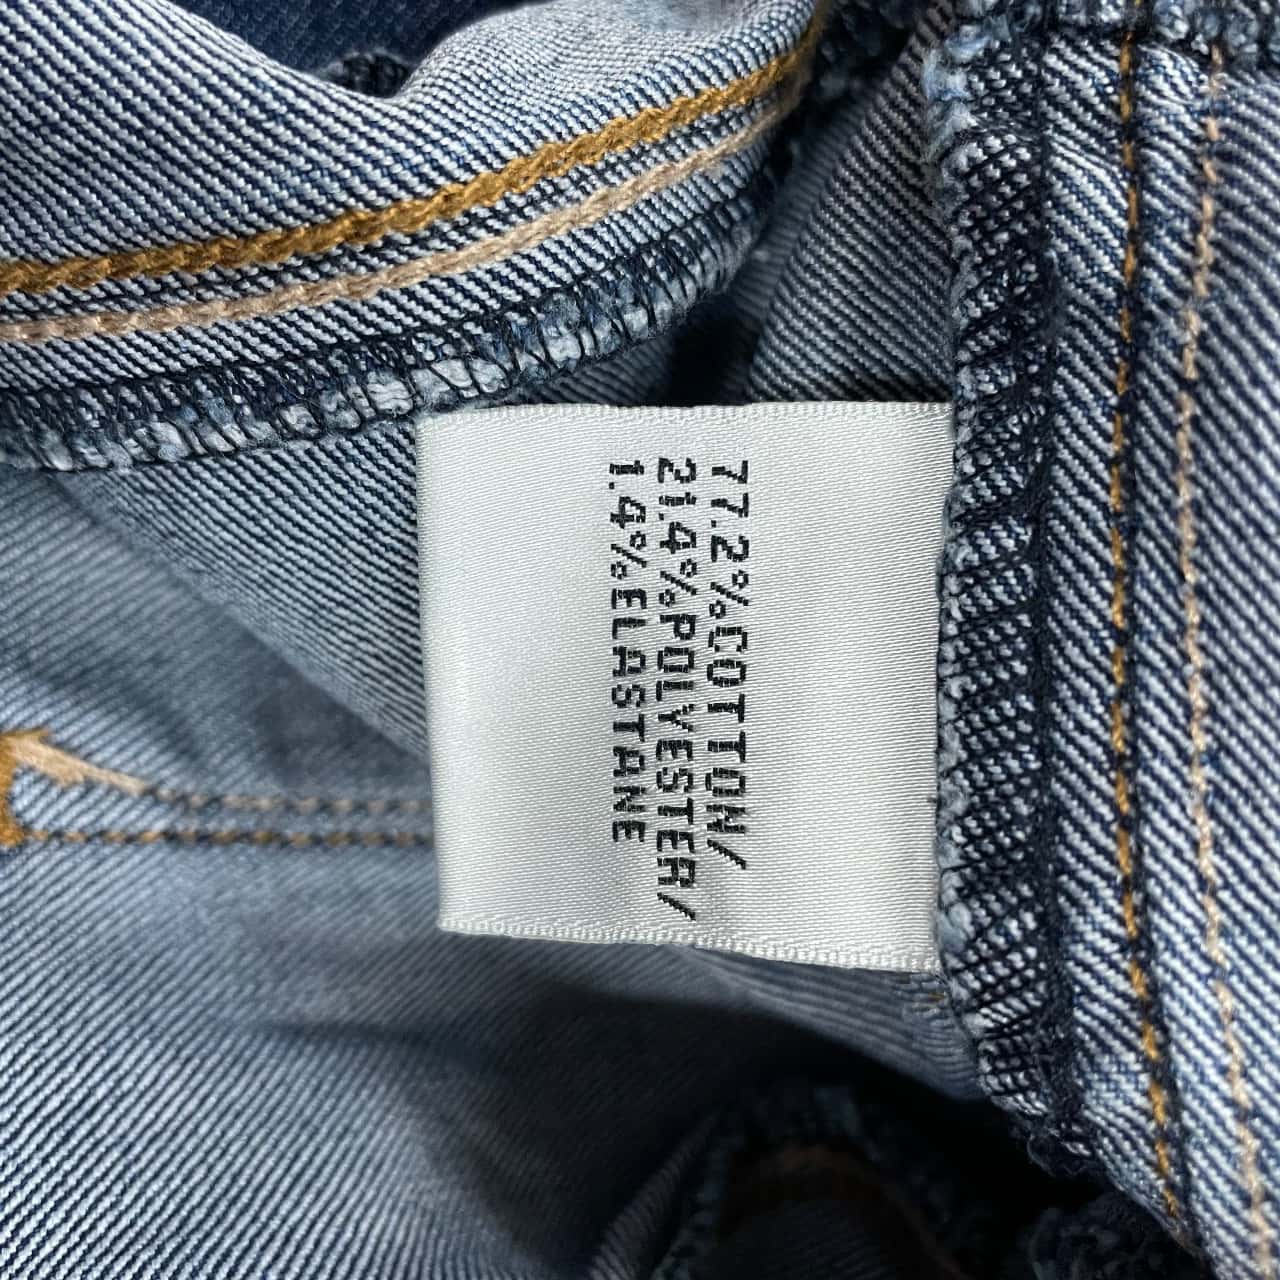 77.2%COTTON/
21.4%POLYESTER/
1.4%ELASTANE